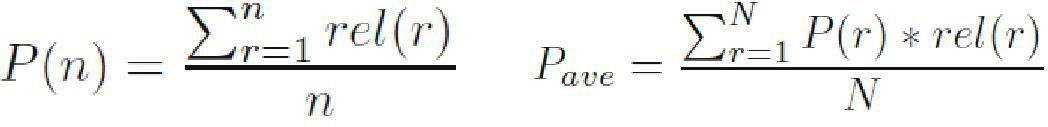 P(n) = \frac{\sum_{r=1}^{n} rel(r)}{n}    P_{ave} = \frac{\sum_{r=1}^{N} P(r) * rel(r)}{N}